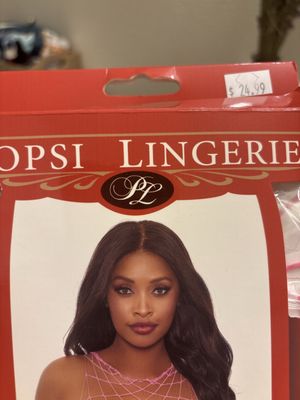 $ 24.99
OPSI LINGERIE
PL